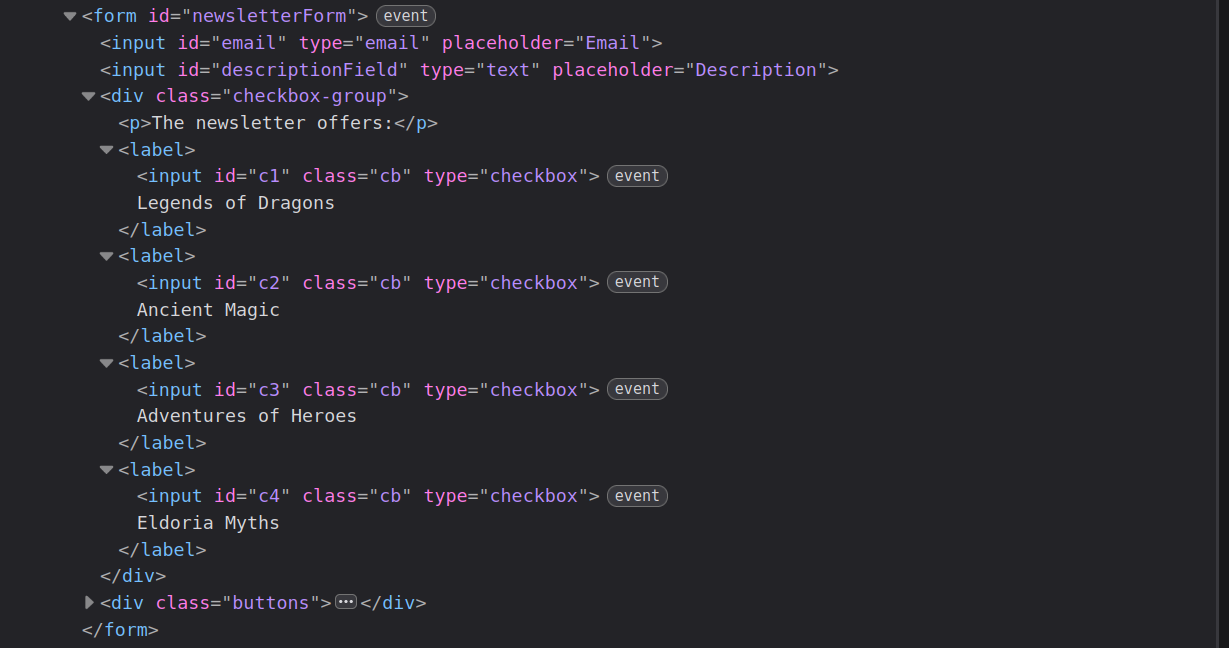 <form id="newsletterForm"> event
<input id="email" type="email" placeholder="Email">
<input id="descriptionField" type="text" placeholder="Description">
<div class="checkbox-group">
<p>The newsletter offers:</p>
<label>
<input id="c1" class="cb" type="checkbox"> event
Legends of Dragons
</label>
<label>
<input id="c2" class="cb" type="checkbox"> event
Ancient Magic
</label>
<label>
<input id="c3" class="cb" type="checkbox"> event
Adventures of Heroes
</label>
<label>
<input id="c4" class="cb" type="checkbox"> event
Eldoria Myths
</label>
</div>
<div class="buttons">⋯</div>
</form>